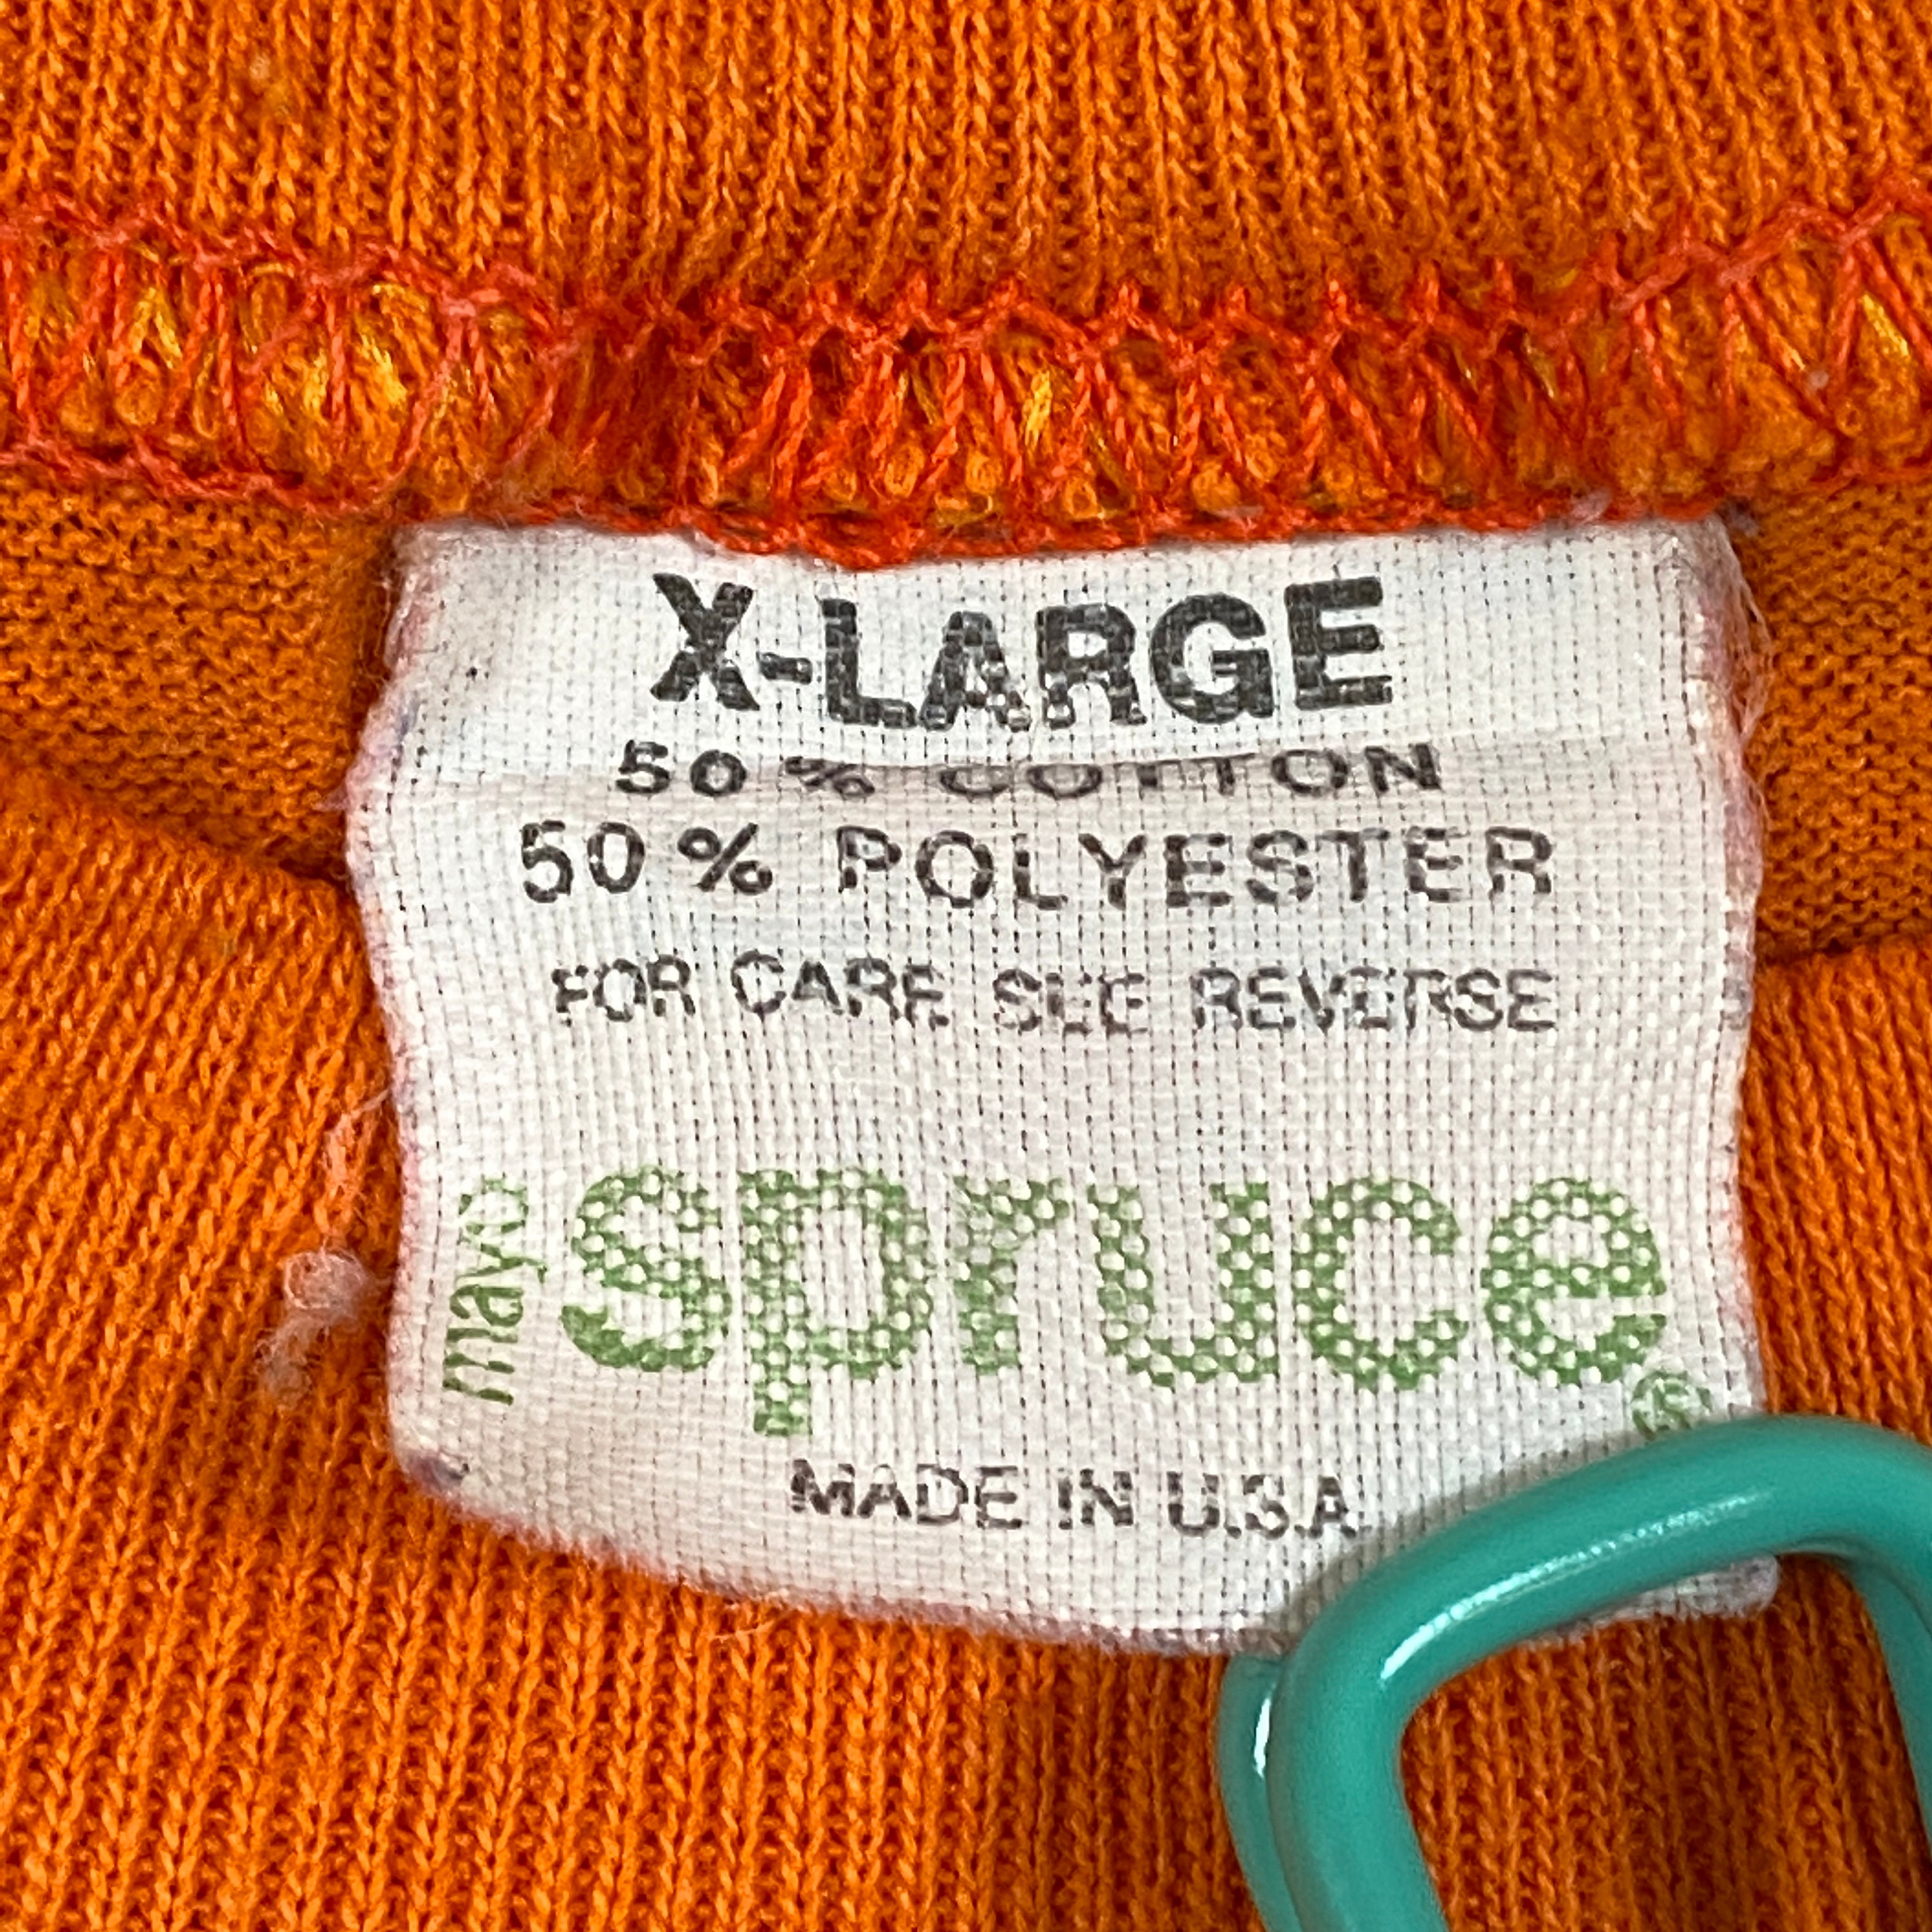 X-LARGE
50% COTTON
50% POLYESTER
FOR CARE SEE REVERSE
mayo spruce®
MADE IN U.S.A.